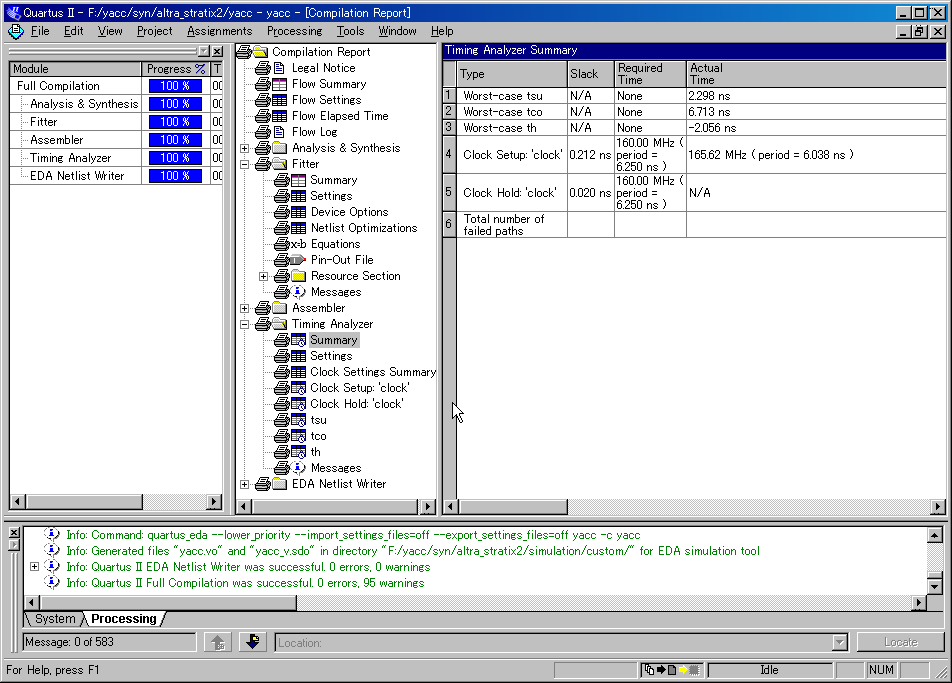 Quartus II - F:/yacc/syn/altra_stratix2/yacc - yacc - [Compilation Report]
File Edit View Project Assignments Processing Tools Window Help
Module Progress % T
Full Compilation 100 % 00
Analysis & Synthesis 100 % 00
Fitter 100 % 00
Assembler 100 % 00
Timing Analyzer 100 % 00
EDA Netlist Writer 100 % 00
Compilation Report
Legal Notice
Flow Summary
Flow Settings
Flow Elapsed Time
Flow Log
Analysis & Synthesis
Fitter
Summary
Settings
Device Options
Netlist Optimizations
x-b Equations
Pin-Out File
Resource Section
Messages
Assembler
Timing Analyzer
Summary
Settings
Clock Settings Summary
Clock Setup: 'clock'
Clock Hold: 'clock'
tsu
tco
th
Messages
EDA Netlist Writer
Timing Analyzer Summary
Type Slack Required Time Actual Time
1 Worst-case tsu N/A None 2.298 ns
2 Worst-case tco N/A None 6.713 ns
3 Worst-case th N/A None -2.056 ns
4 Clock Setup: 'clock' 0.212 ns 160.00 MHz ( period = 6.250 ns ) 165.62 MHz ( period = 6.038 ns )
5 Clock Hold: 'clock' 0.020 ns 160.00 MHz ( period = 6.250 ns ) N/A
6 Total number of failed paths
Info: Command: quartus_eda --lower_priority --import_settings_files=off --export_settings_files=off yacc -c yacc
Info: Generated files "yacc.vo" and "yacc_v.sdo" in directory "F:/yacc/syn/altra_stratix2/simulation/custom/" for EDA simulation tool
Info: Quartus II EDA Netlist Writer was successful. 0 errors, 0 warnings
Info: Quartus II Full Compilation was successful. 0 errors, 95 warnings
System Processing
Message: 0 of 583 Location: Locate
For Help, press F1 Idle NUM